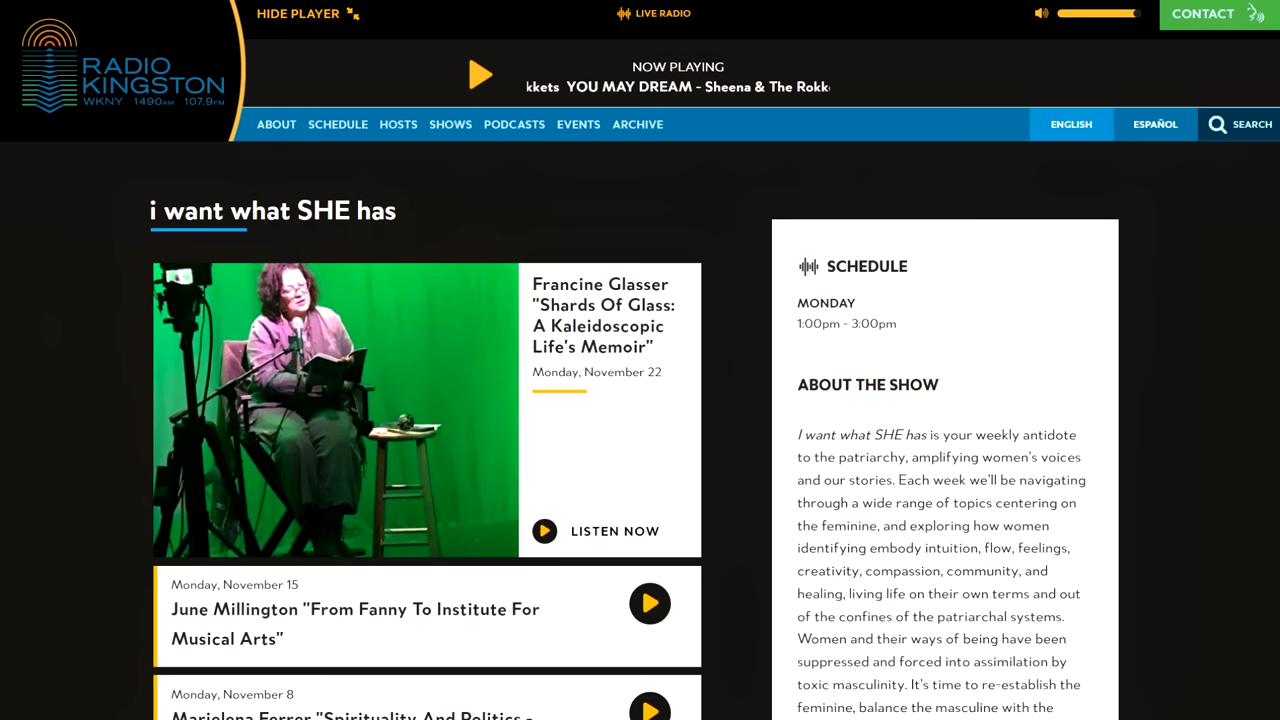 HIDE PLAYER
LIVE RADIO
CONTACT
RADIO
KINGSTON
WKNY 1490AM 107.9FM
NOW PLAYING
kkets YOU MAY DREAM - Sheena & The Rokk
ABOUT SCHEDULE HOSTS SHOWS PODCASTS EVENTS ARCHIVE
ENGLISH ESPAÑOL SEARCH
i want what SHE has
Francine Glasser
"Shards Of Glass:
A Kaleidoscopic
Life's Memoir"
Monday, November 22
LISTEN NOW
Monday, November 15
June Millington "From Fanny To Institute For
Musical Arts"
Monday, November 8
Marielena Ferrer "Spirituality And Politics -
SCHEDULE
MONDAY
1:00pm - 3:00pm
ABOUT THE SHOW
I want what SHE has is your weekly antidote
to the patriarchy, amplifying women's voices
and our stories. Each week we'll be navigating
through a wide range of topics centering on
the feminine, and exploring how women
identifying embody intuition, flow, feelings,
creativity, compassion, community, and
healing, living life on their own terms and out
of the confines of the patriarchal systems.
Women and their ways of being have been
suppressed and forced into assimilation by
toxic masculinity. It's time to re-establish the
feminine, balance the masculine with the